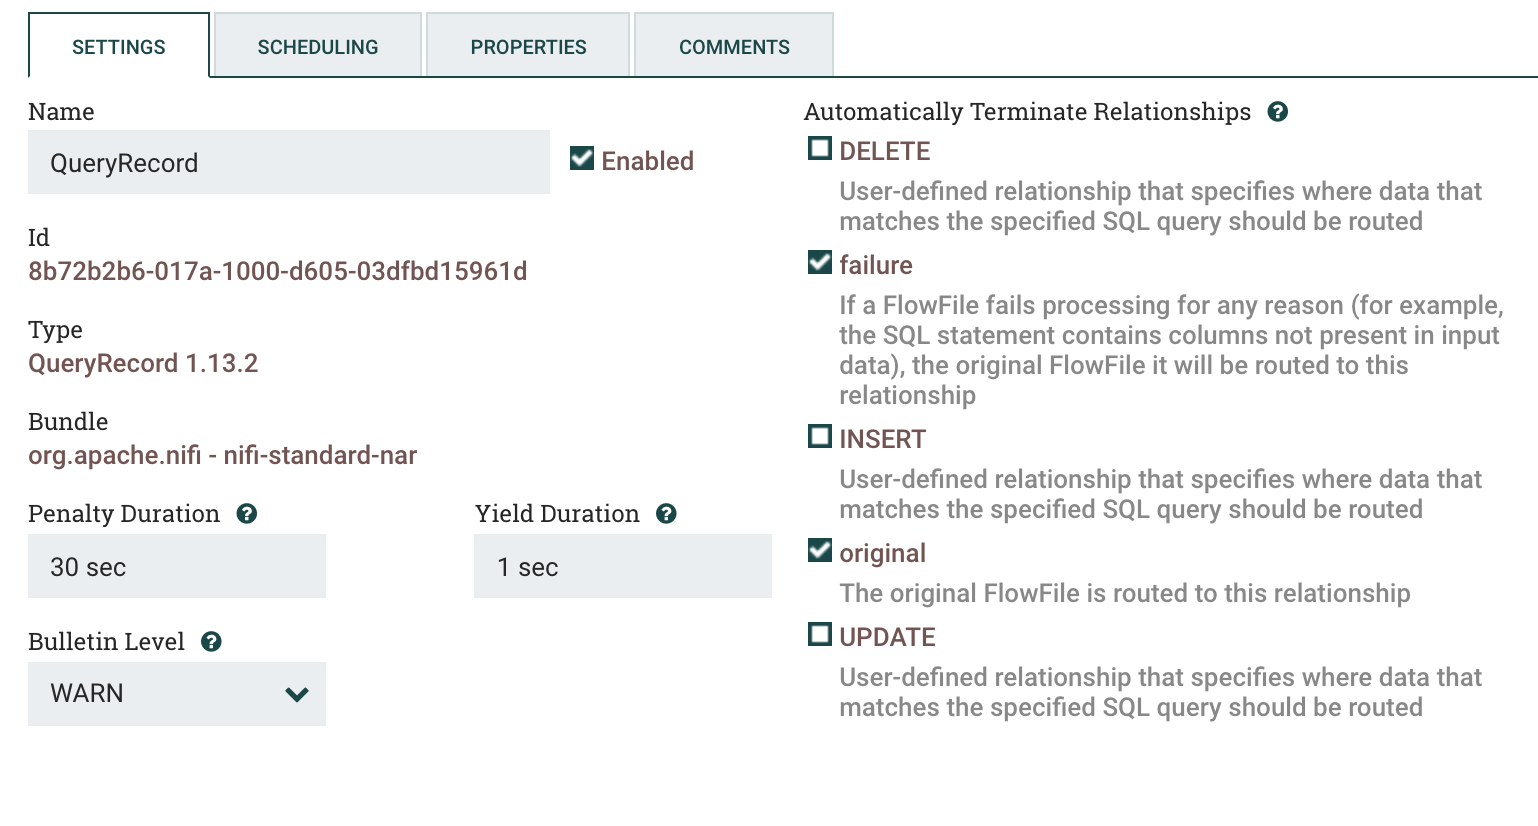 SETTINGS
SCHEDULING
PROPERTIES
COMMENTS
Name
QueryRecord
Enabled
Id
8b72b2b6-017a-1000-d605-03dfbd15961d
Type
QueryRecord 1.13.2
Bundle
org.apache.nifi - nifi-standard-nar
Penalty Duration
30 sec
Yield Duration
1 sec
Bulletin Level
WARN
Automatically Terminate Relationships
DELETE
User-defined relationship that specifies where data that
matches the specified SQL query should be routed
failure
If a FlowFile fails processing for any reason (for example,
the SQL statement contains columns not present in input
data), the original FlowFile it will be routed to this
relationship
INSERT
User-defined relationship that specifies where data that
matches the specified SQL query should be routed
original
The original FlowFile is routed to this relationship
UPDATE
User-defined relationship that specifies where data that
matches the specified SQL query should be routed